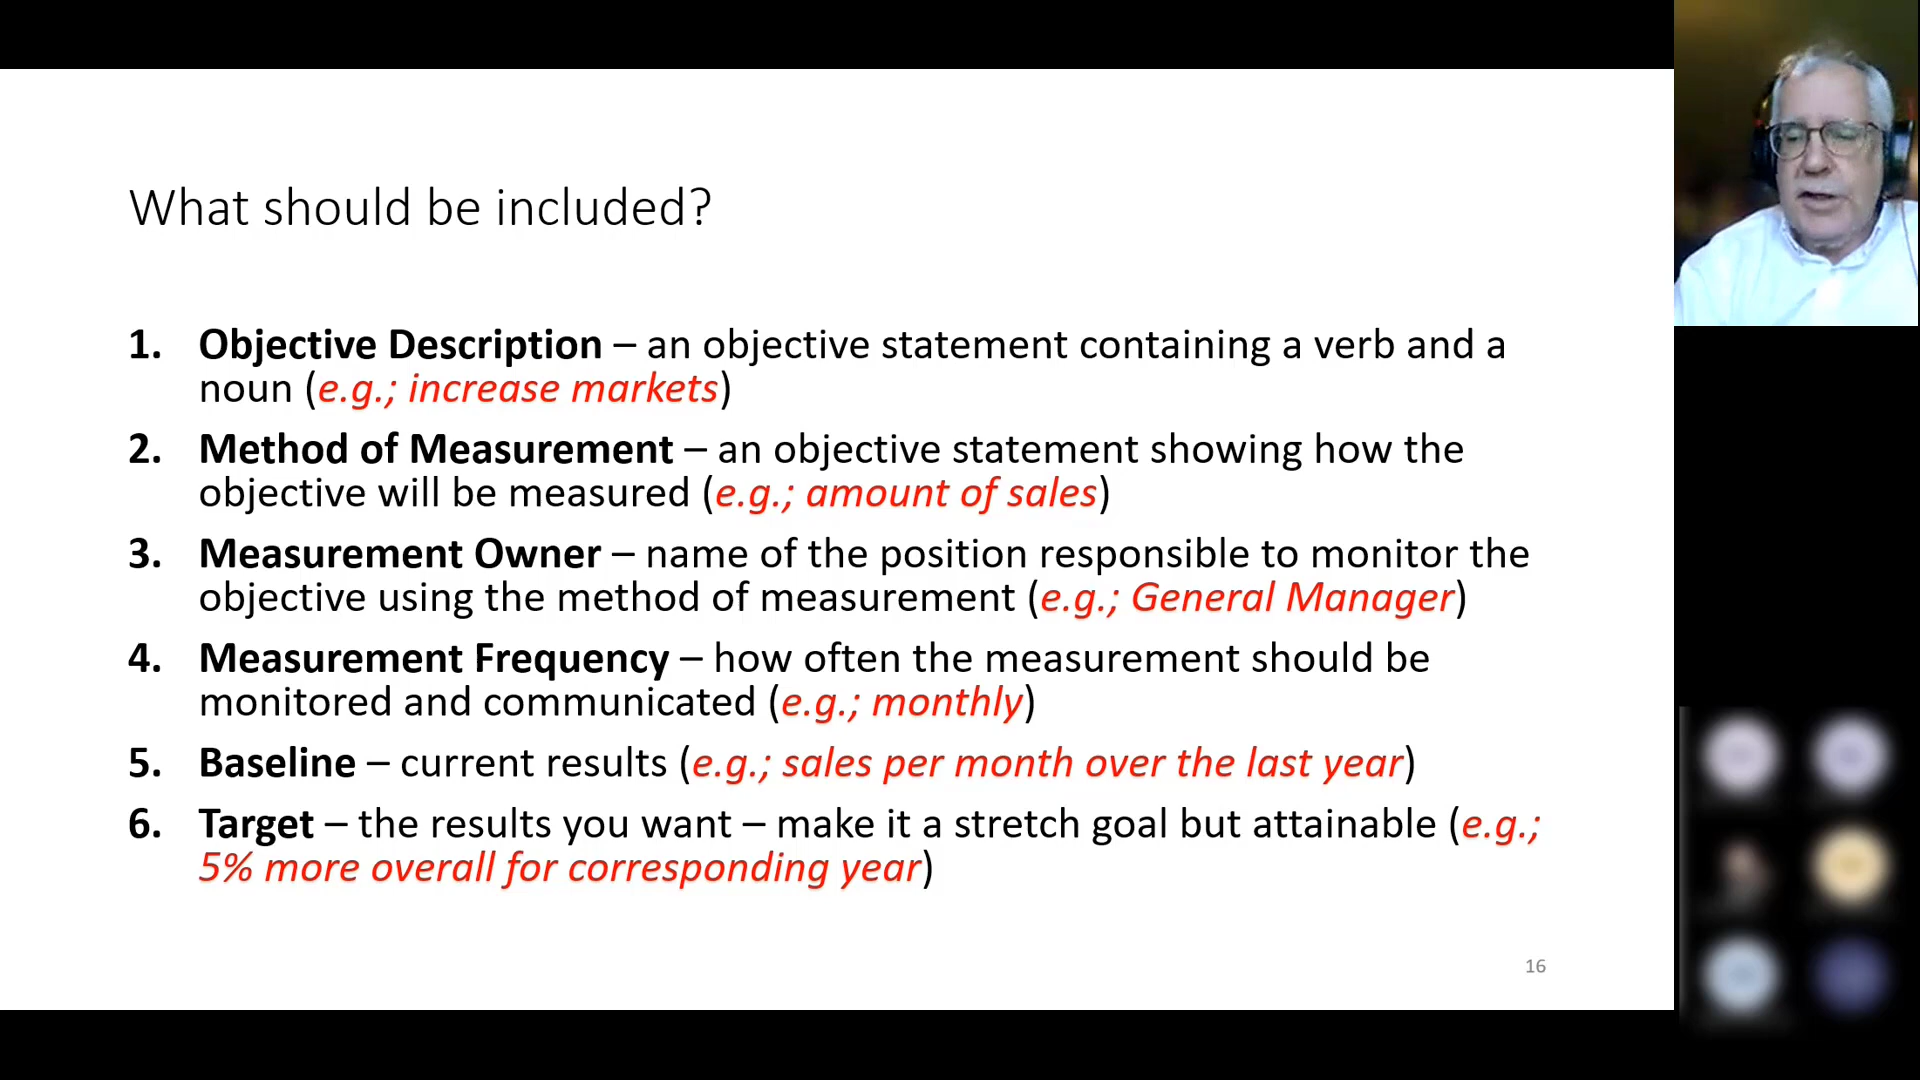 What should be included?
1. Objective Description – an objective statement containing a verb and a
noun (e.g.; increase markets)
2. Method of Measurement – an objective statement showing how the
objective will be measured (e.g.; amount of sales)
3. Measurement Owner – name of the position responsible to monitor the
objective using the method of measurement (e.g.; General Manager)
4. Measurement Frequency – how often the measurement should be
monitored and communicated (e.g.; monthly)
5. Baseline – current results (e.g.; sales per month over the last year)
6. Target – the results you want – make it a stretch goal but attainable (e.g.;
5% more overall for corresponding year)
16